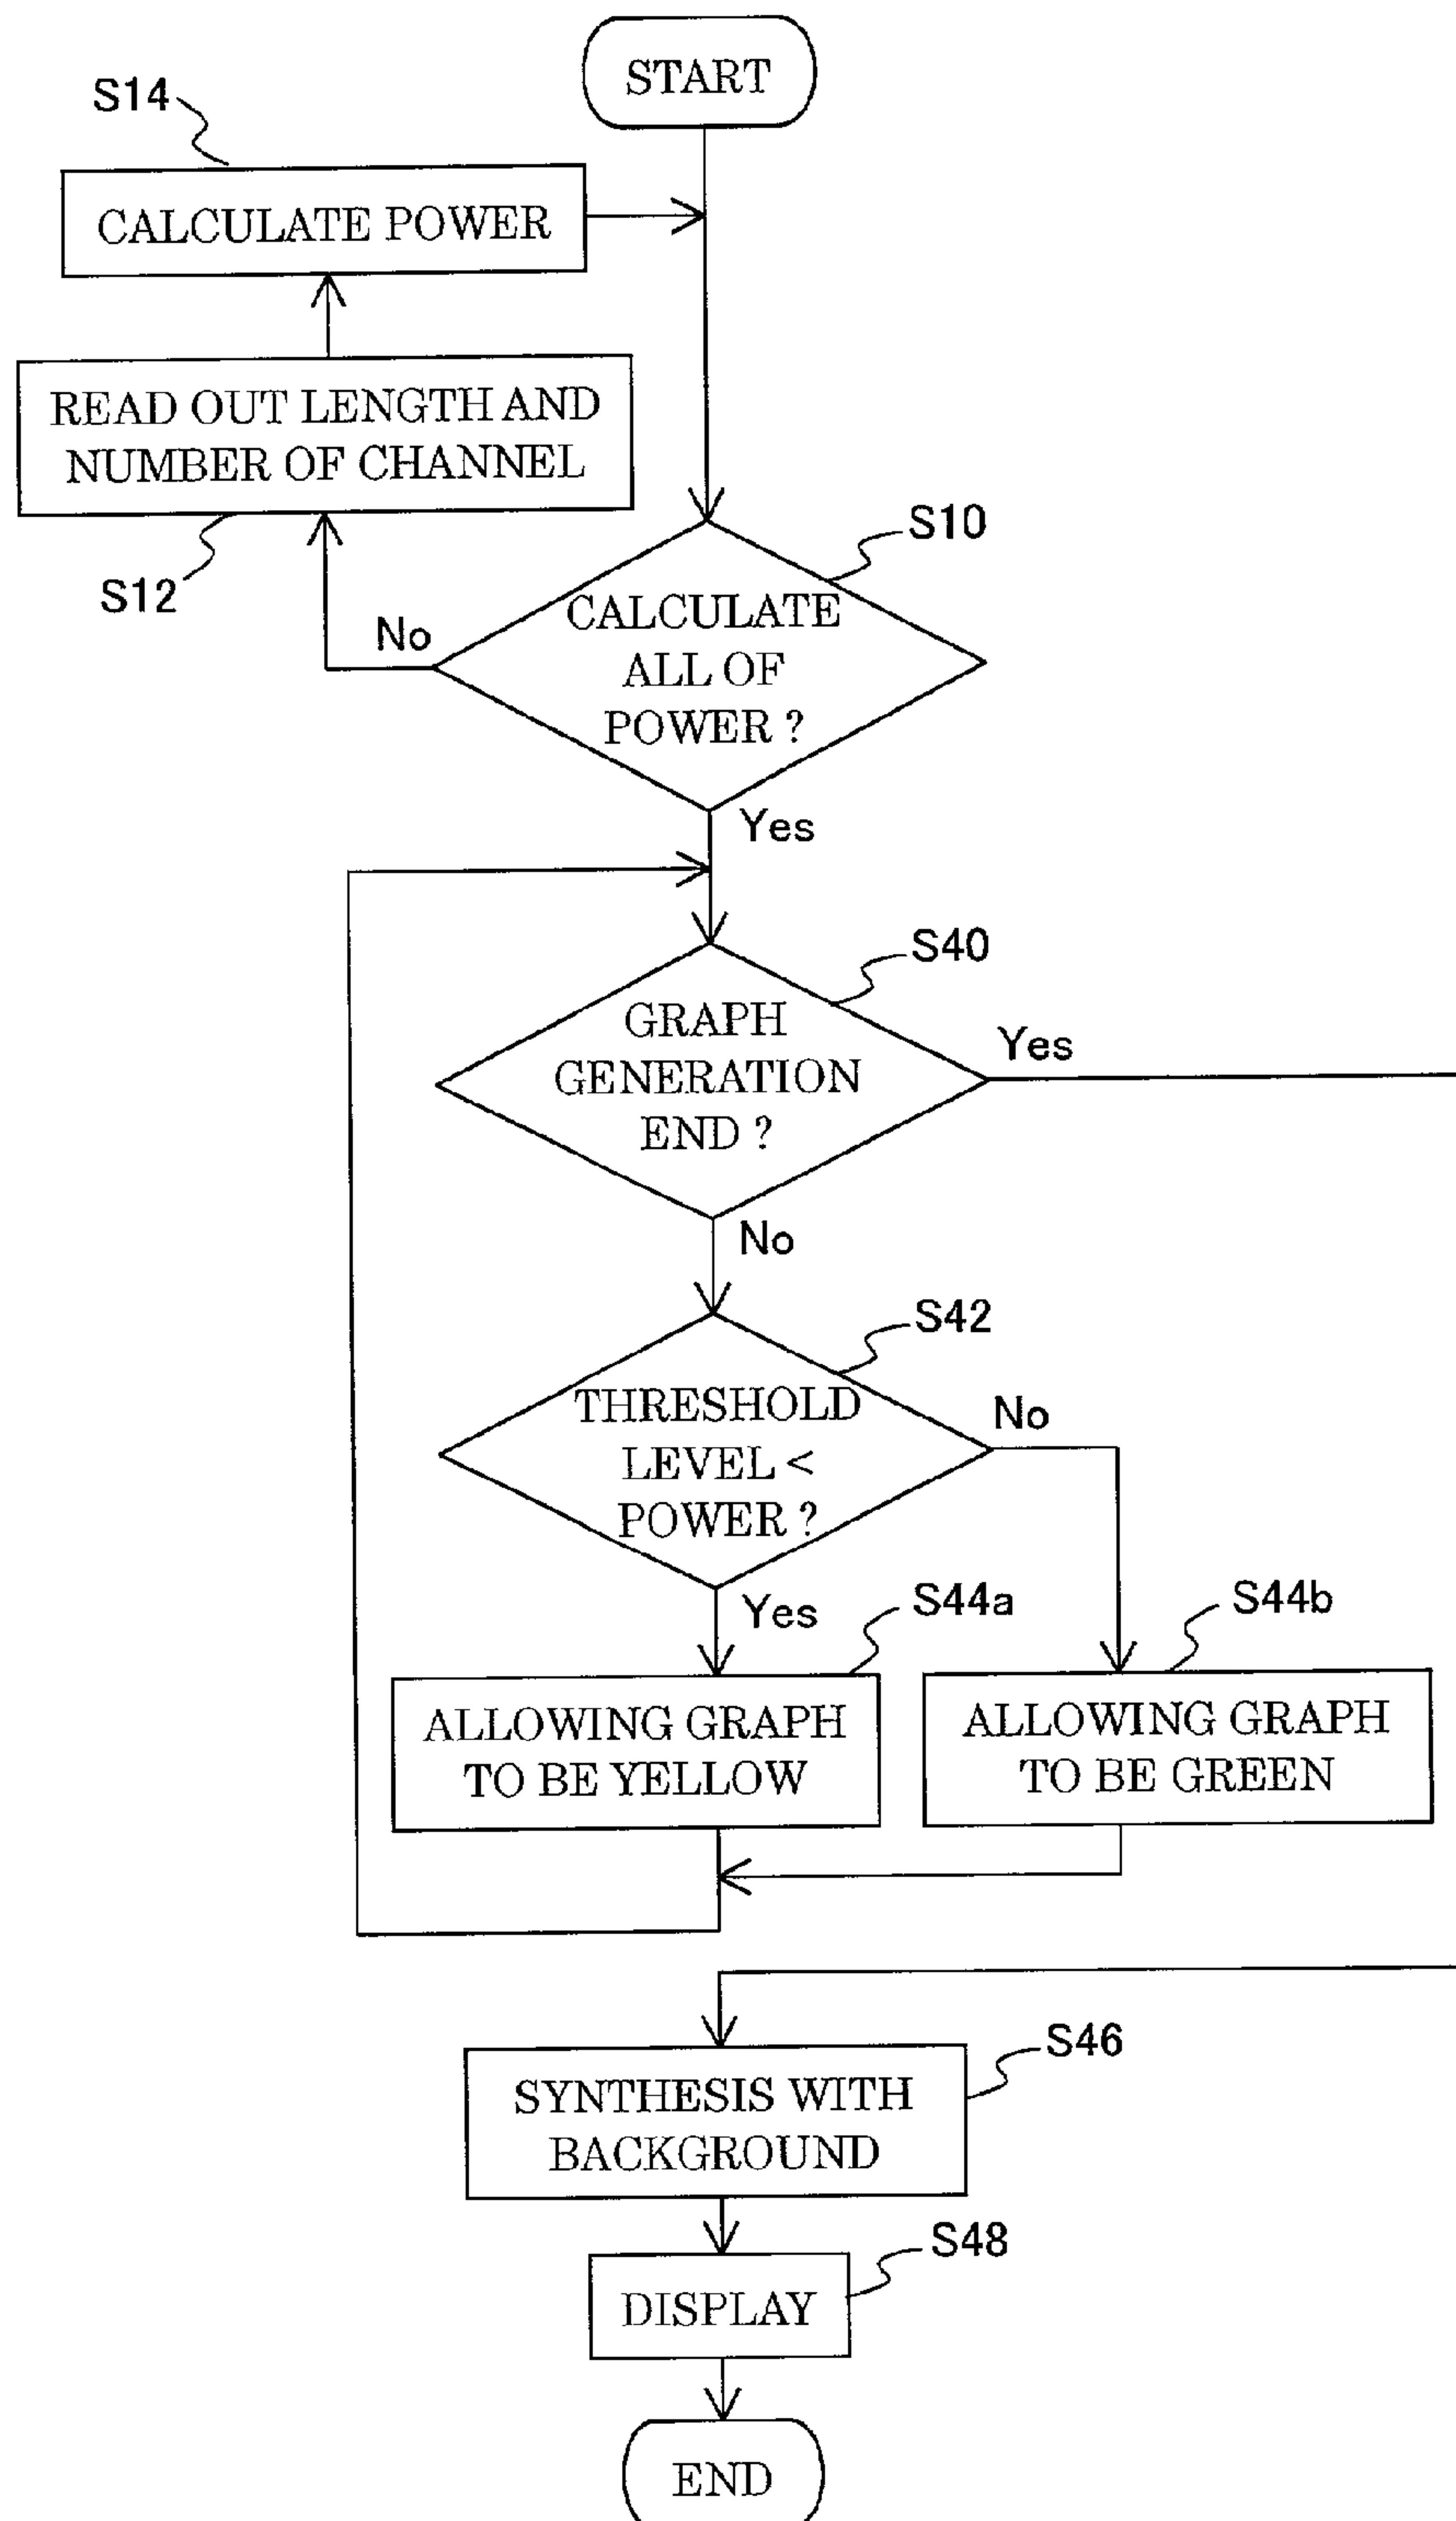 START
S14
CALCULATE POWER
READ OUT LENGTH AND
NUMBER OF CHANNEL
S12
S10
No
CALCULATE
ALL OF
POWER ?
Yes
S40
GRAPH
GENERATION
END ?
Yes
No
S42
THRESHOLD
LEVEL <
POWER ?
No
Yes
S44a
S44b
ALLOWING GRAPH
TO BE YELLOW
ALLOWING GRAPH
TO BE GREEN
S46
SYNTHESIS WITH
BACKGROUND
S48
DISPLAY
END